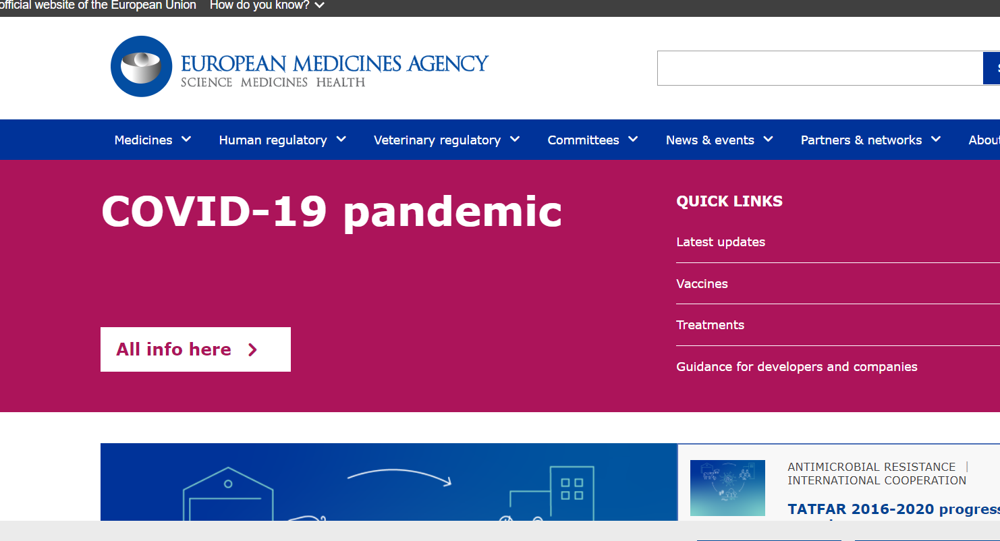 official website of the European Union How do you know?
EUROPEAN MEDICINES AGENCY
SCIENCE MEDICINES HEALTH
Medicines Human regulatory Veterinary regulatory Committees News & events Partners & networks About
COVID-19 pandemic
All info here
QUICK LINKS
Latest updates
Vaccines
Treatments
Guidance for developers and companies
ANTIMICROBIAL RESISTANCE |
INTERNATIONAL COOPERATION
TATFAR 2016-2020 progress